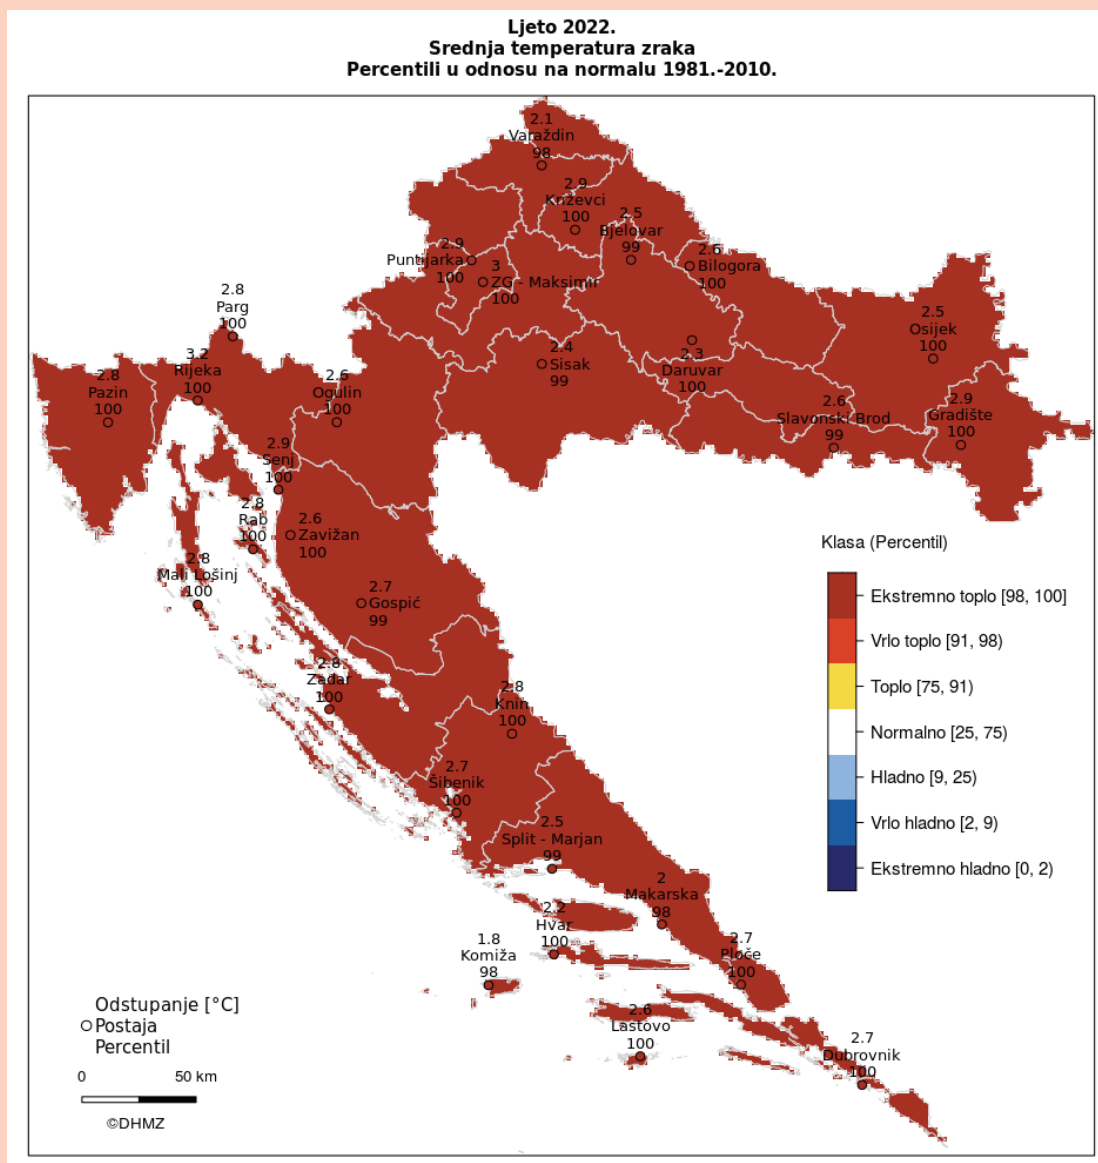 Ljeto 2022.
Srednja temperatura zraka
Percentili u odnosu na normalu 1981.-2010.
2.1
Varaždin
98
2.9
Križevci
100
2.5
Bjelovar
99
2.9
Puntijarka
100
3
ZG - Maksimir
100
2.6
Bilogora
100
2.8
Parg
100
2.5
Osijek
100
3.2
Rijeka
100
2.4
Sisak
99
2.3
Daruvar
100
2.8
Pazin
100
2.6
Ogulin
100
2.6
Slavonski Brod
99
2.9
Gradište
100
2.9
Senj
100
2.8
Rab
100
2.6
Zavižan
100
2.8
Mali Lošinj
100
2.7
Gospić
99
2.8
Zadar
100
2.8
Knin
100
2.7
Šibenik
100
2.5
Split - Marjan
99
2
Makarska
98
2.2
Hvar
100
1.8
Komiža
98
2.7
Ploče
100
2.6
Lastovo
100
2.7
Dubrovnik
100
Klasa (Percentil)
Ekstremno toplo [98, 100]
Vrlo toplo [91, 98)
Toplo [75, 91)
Normalno [25, 75)
Hladno [9, 25)
Vrlo hladno [2, 9)
Ekstremno hladno [0, 2)
Odstupanje [°C]
Postaja
Percentil
0 50 km
©DHMZ